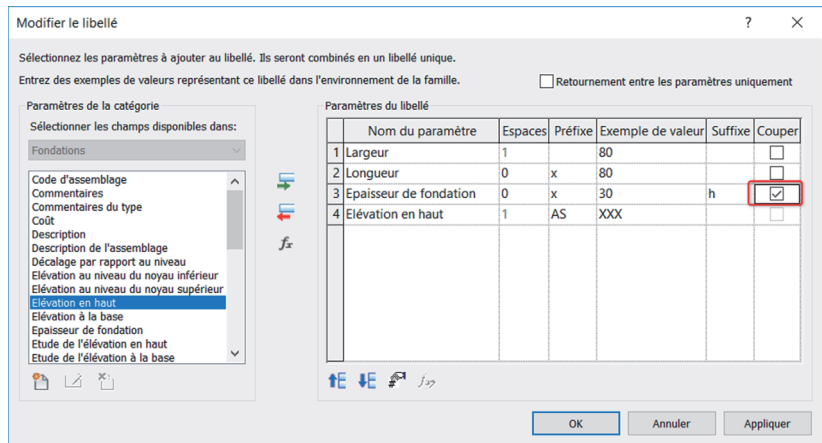 Modifier le libellé
?
Sélectionnez les paramètres à ajouter au libellé. Ils seront combinés en un libellé unique.
Entrez des exemples de valeurs représentant ce libellé dans l'environnement de la famille.
Retournement entre les paramètres uniquement
Paramètres de la catégorie
Sélectionner les champs disponibles dans:
Fondations
Code d'assemblage
Commentaires
Commentaires du type
Coût
Description
Description de l'assemblage
Décalage par rapport au niveau
Elévation au niveau du noyau inférieur
Elévation au niveau du noyau supérieur
Elévation en haut
Elévation à la base
Epaisseur de fondation
Etude de l'élévation en haut
Etude de l'élévation à la base
fx
Paramètres du libellé
Nom du paramètre Espaces Préfixe Exemple de valeur Suffixe Couper
1 Largeur 1 80
2 Longueur 0 x 80
3 Epaisseur de fondation 0 x 30 h
4 Elévation en haut 1 AS XXX
OK Annuler Appliquer